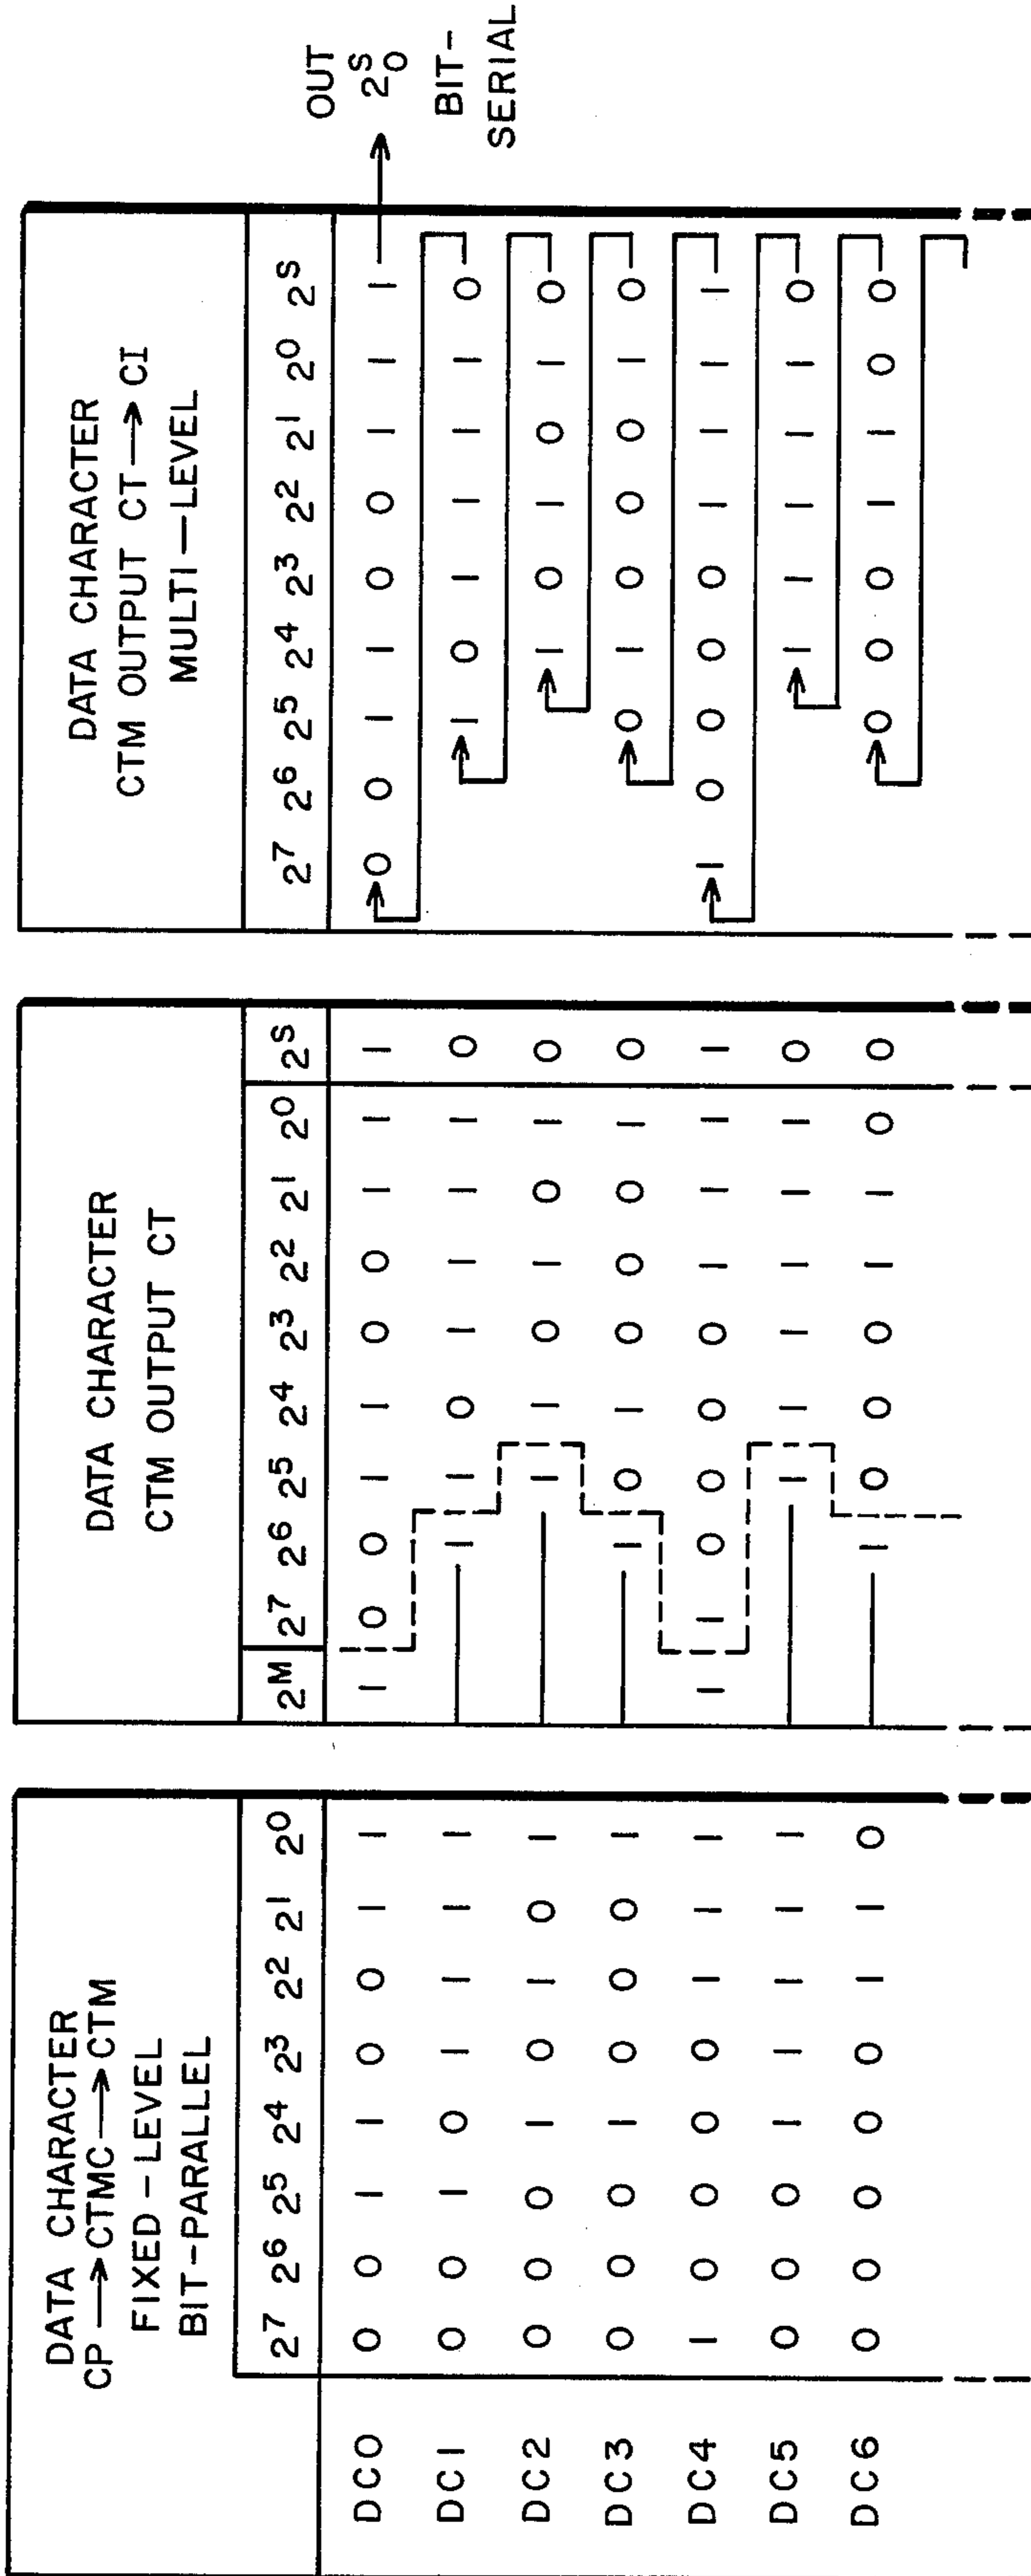 DATA CHARACTER
CP → CTMC → CTM
FIXED-LEVEL
BIT-PARALLEL
2⁷ 2⁶ 2⁵ 2⁴ 2³ 2² 2¹ 2⁰
DC0 0 0 1 1 0 0 1 1
DC1 0 0 1 0 1 1 1 1
DC2 0 0 0 1 0 1 0 1
DC3 0 0 0 1 0 0 0 1
DC4 1 0 0 0 0 1 1 1
DC5 0 0 0 1 1 1 1 1
DC6 0 0 0 0 0 1 1 0
DATA CHARACTER
CTM OUTPUT CT
2ᴹ 2⁷ 2⁶ 2⁵ 2⁴ 2³ 2² 2¹ 2⁰ 2ˢ
1 0 0 1 1 0 0 1 1 1
1 1 0 1 1 1 1 0
1 1 0 1 0 1 0
1 0 1 0 0 0 1 0
1 1 0 0 0 0 1 1 1 1
1 1 1 1 1 1 0
1 0 0 0 1 1 0 0
DATA CHARACTER
CTM OUTPUT CT → CI
MULTI-LEVEL
2⁷ 2⁶ 2⁵ 2⁴ 2³ 2² 2¹ 2⁰ 2ˢ
0 0 1 1 0 0 1 1 1
1 0 1 1 1 1 0
1 0 1 0 1 0
0 1 0 0 0 1 0
1 0 0 0 0 1 1 1 1
1 1 1 1 1 0
0 0 0 1 1 0 0
OUT
2ˢ₀
BIT-
SERIAL